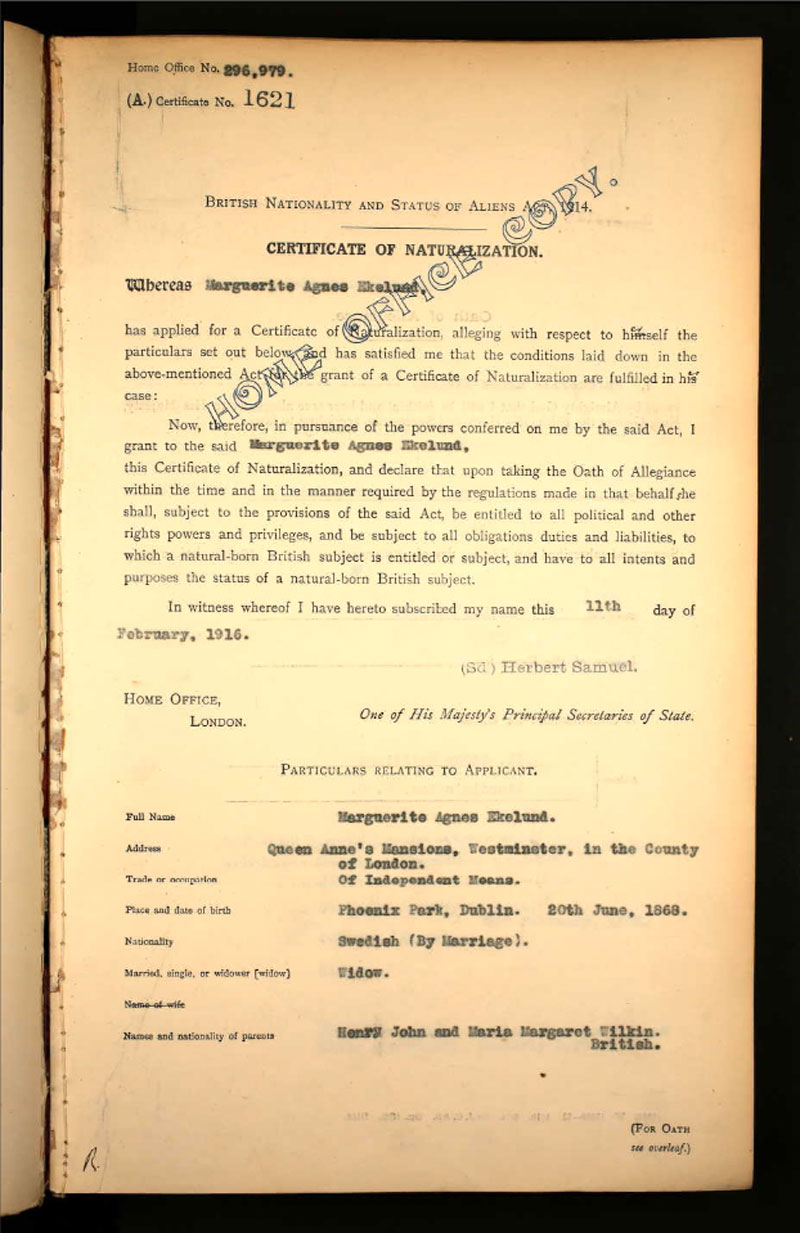 Home Office No. 296,979.
(A.) Certificate No. 1621
HOME OFFICE COPY.
BRITISH NATIONALITY AND STATUS OF ALIENS ACT, 1914.
CERTIFICATE OF NATURALIZATION.
Whereas Marguerite Agnes Ekelund,
has applied for a Certificate of Naturalization, alleging with respect to himself the
particulars set out below, and has satisfied me that the conditions laid down in the
above-mentioned Act for the grant of a Certificate of Naturalization are fulfilled in his
case:
Now, therefore, in pursuance of the powers conferred on me by the said Act, I
grant to the said Marguerite Agnes Ekelund,
this Certificate of Naturalization, and declare that upon taking the Oath of Allegiance
within the time and in the manner required by the regulations made in that behalf she
shall, subject to the provisions of the said Act, be entitled to all political and other
rights powers and privileges, and be subject to all obligations duties and liabilities, to
which a natural-born British subject is entitled or subject, and have to all intents and
purposes the status of a natural-born British subject.
In witness whereof I have hereto subscribed my name this 11th day of
February, 1916.
(Sd) Herbert Samuel.
HOME OFFICE,
LONDON.
One of His Majesty's Principal Secretaries of State.
PARTICULARS RELATING TO APPLICANT.
Full Name Marguerite Agnes Ekelund.
Address Queen Anne's Mansions, Westminster, in the County
of London.
Trade or occupation Of Independent Means.
Place and date of birth Phoenix Park, Dublin. 20th June, 1868.
Nationality Swedish (By Marriage).
Married, single, or widower [widow] Widow.
Name of wife
Names and nationality of parents Henry John and Maria Margaret Wilkin.
British.
(FOR OATH
see overleaf.)
R.